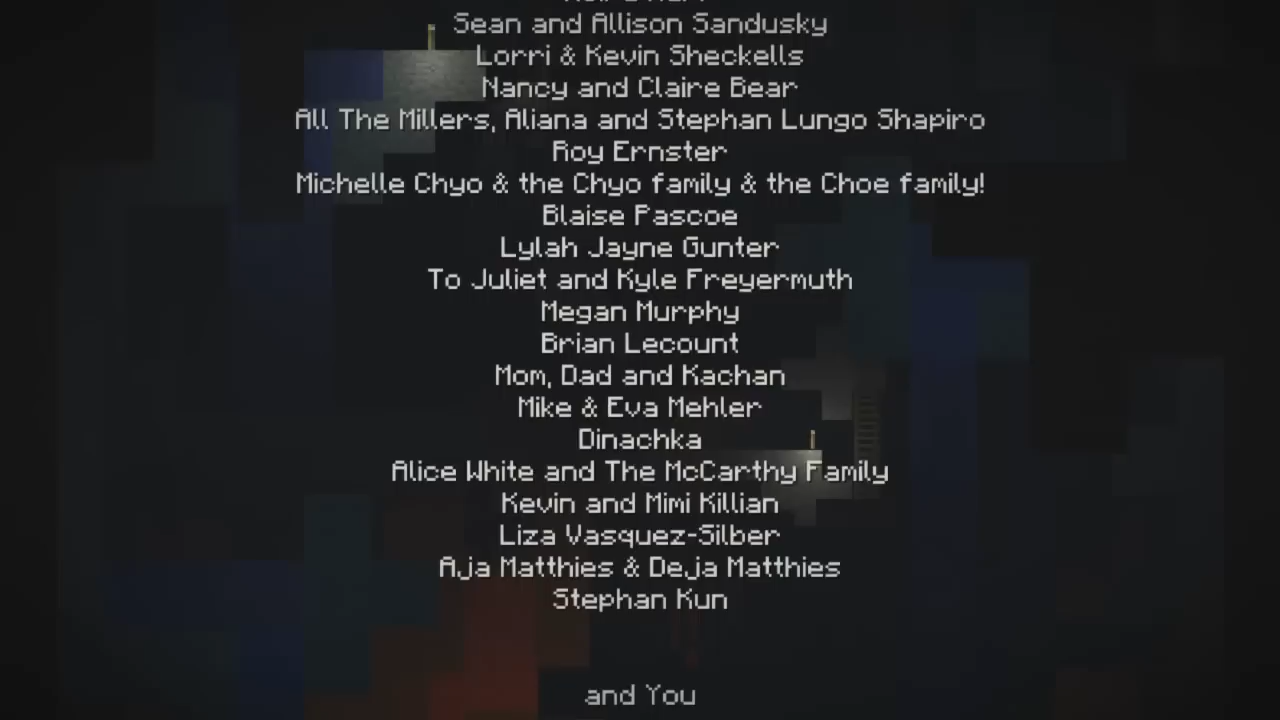 Sean and Allison Sandusky
Lorri & Kevin Sheckells
Nancy and Claire Bear
All The Millers, Aliana and Stephan Lungo Shapiro
Roy Ernster
Michelle Chyo & the Chyo family & the Choe family!
Blaise Pascoe
Lylah Jayne Gunter
To Juliet and Kyle Freyermuth
Megan Murphy
Brian Lecount
Mom, Dad and Kachan
Mike & Eva Mehler
Dinachka
Alice White and The McCarthy Family
Kevin and Mimi Killian
Liza Vasquez-Silber
Aja Matthies & Deja Matthies
Stephan Kun
and You